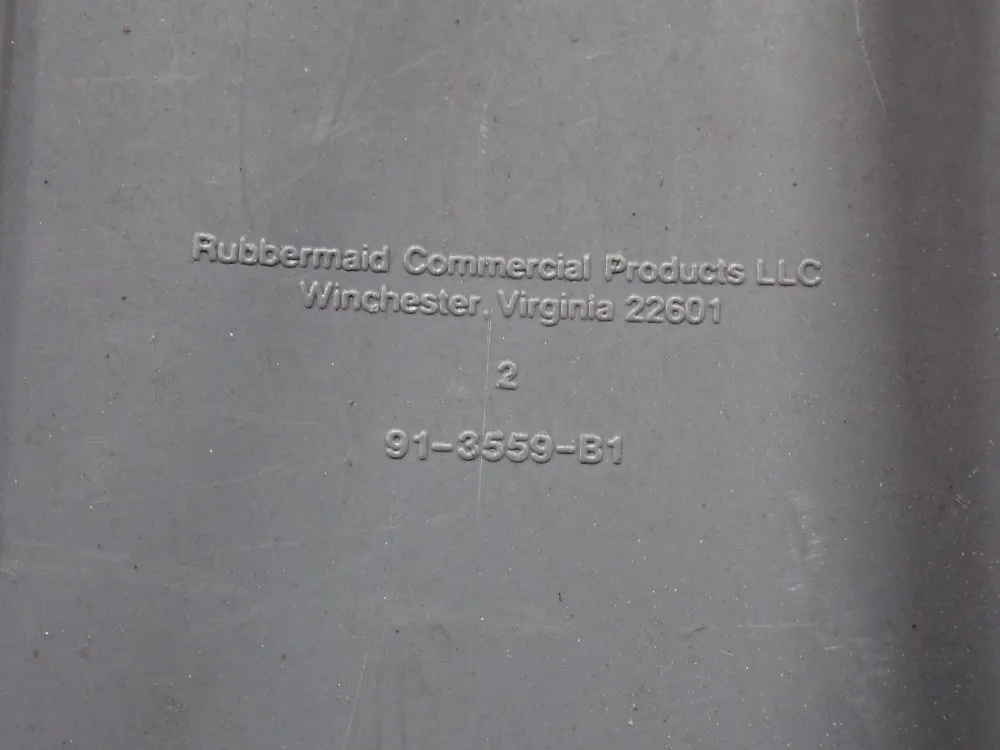 Rubbermaid Commercial Products LLC
Winchester, Virginia 22601
2
91-3559-B1